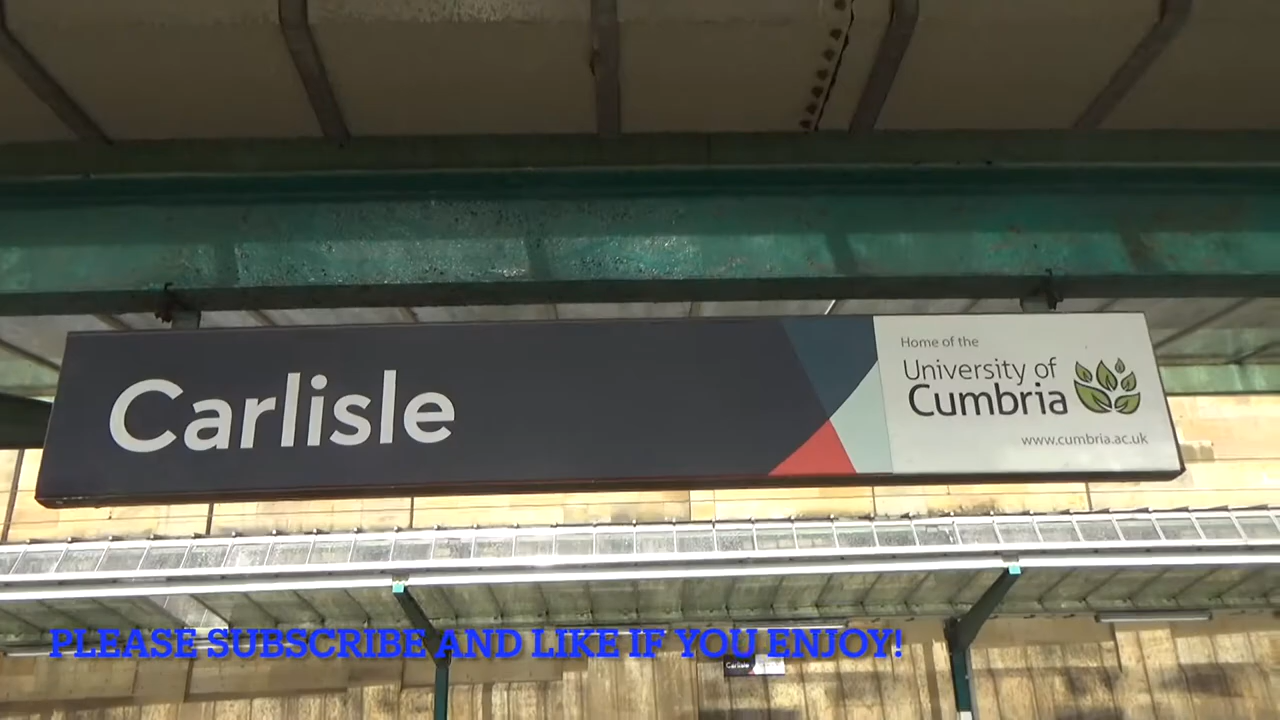 Carlisle
Home of the
University of
Cumbria
www.cumbria.ac.uk
PLEASE SUBSCRIBE AND LIKE IF YOU ENJOY!
Carlisle